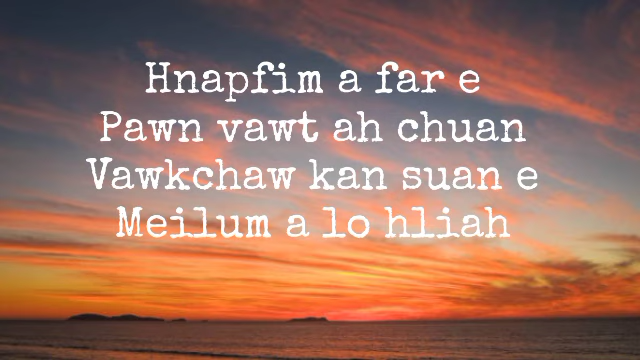 Hnapfim a far e
Pawn vawt ah chuan
Vawkchaw kan suan e
Meilum a lo hliah